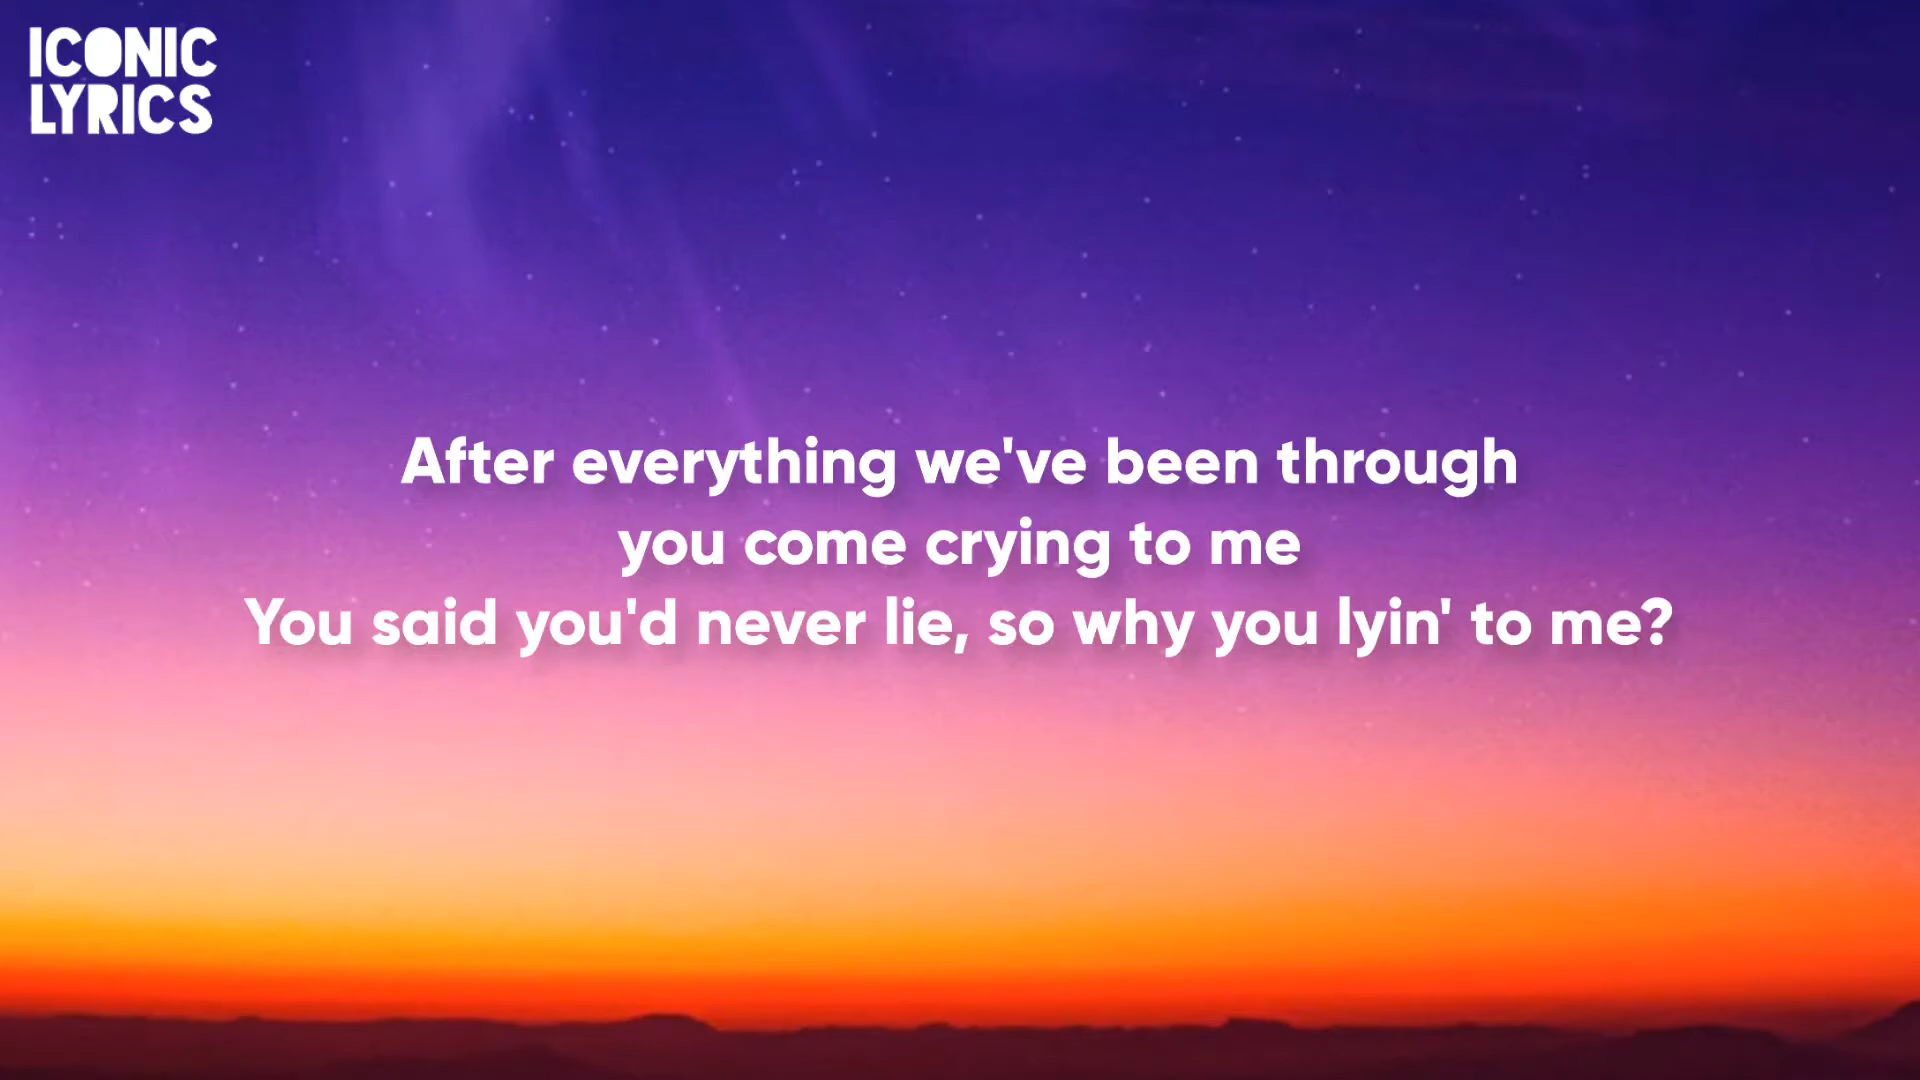 ICONIC
LYRICS
After everything we've been through
you come crying to me
You said you'd never lie, so why you lyin' to me?